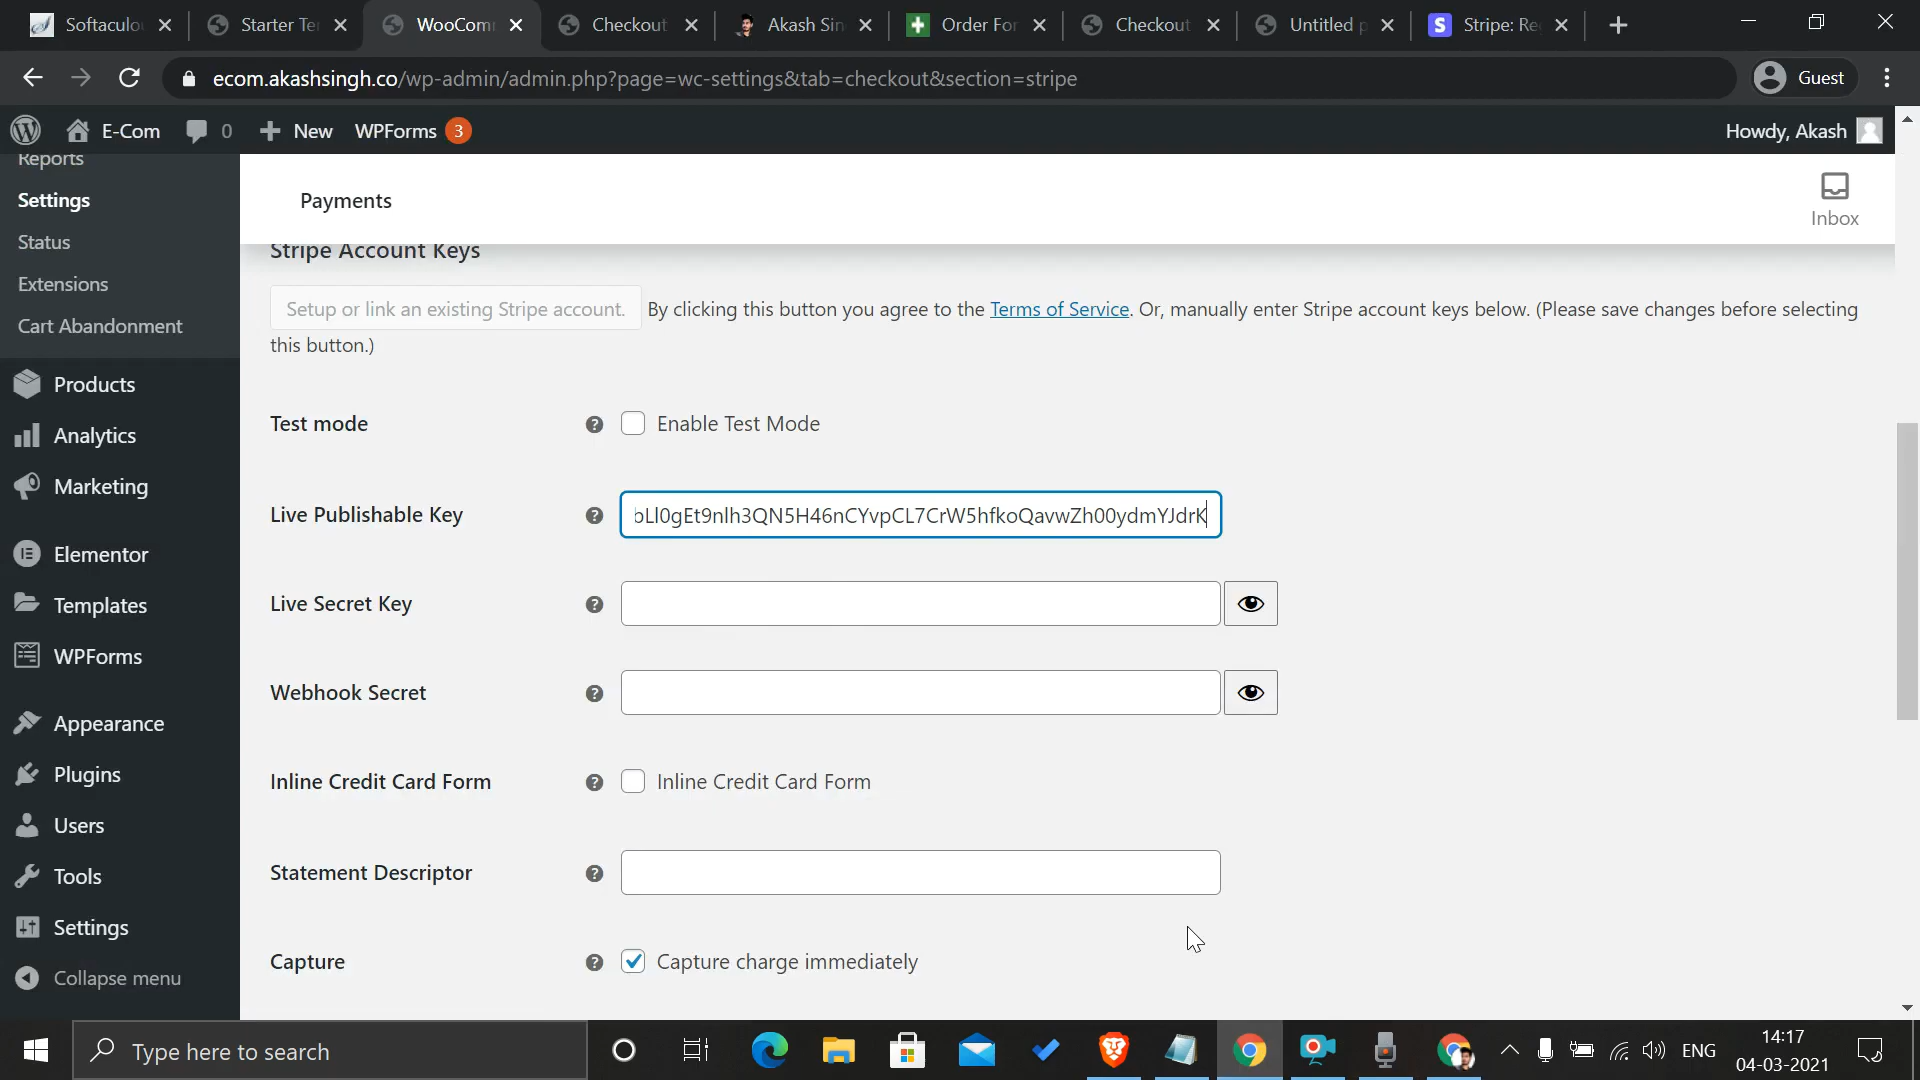 Softaculo
Starter Te
WooCom
Checkout
Akash Sin
Order For
Checkout
Untitled p
S
Stripe: Re
ecom.akashsingh.co/wp-admin/admin.php?page=wc-settings&tab=checkout&section=stripe
Guest
E-Com
0
New
WPForms
3
Howdy, Akash
Reports
Settings
Status
Extensions
Cart Abandonment
Products
Analytics
Marketing
Elementor
Templates
WPForms
Appearance
Plugins
Users
Tools
Settings
Collapse menu
Payments
Inbox
Stripe Account Keys
Setup or link an existing Stripe account. By clicking this button you agree to the Terms of Service. Or, manually enter Stripe account keys below. (Please save changes before selecting
this button.)
Test mode
Enable Test Mode
Live Publishable Key
bLl0gEt9nlh3QN5H46nCYvpCL7CrW5hfkoQavwZh00ydmYJdrK
Live Secret Key
Webhook Secret
Inline Credit Card Form
Inline Credit Card Form
Statement Descriptor
Capture
Capture charge immediately
Type here to search
ENG
14:17
04-03-2021